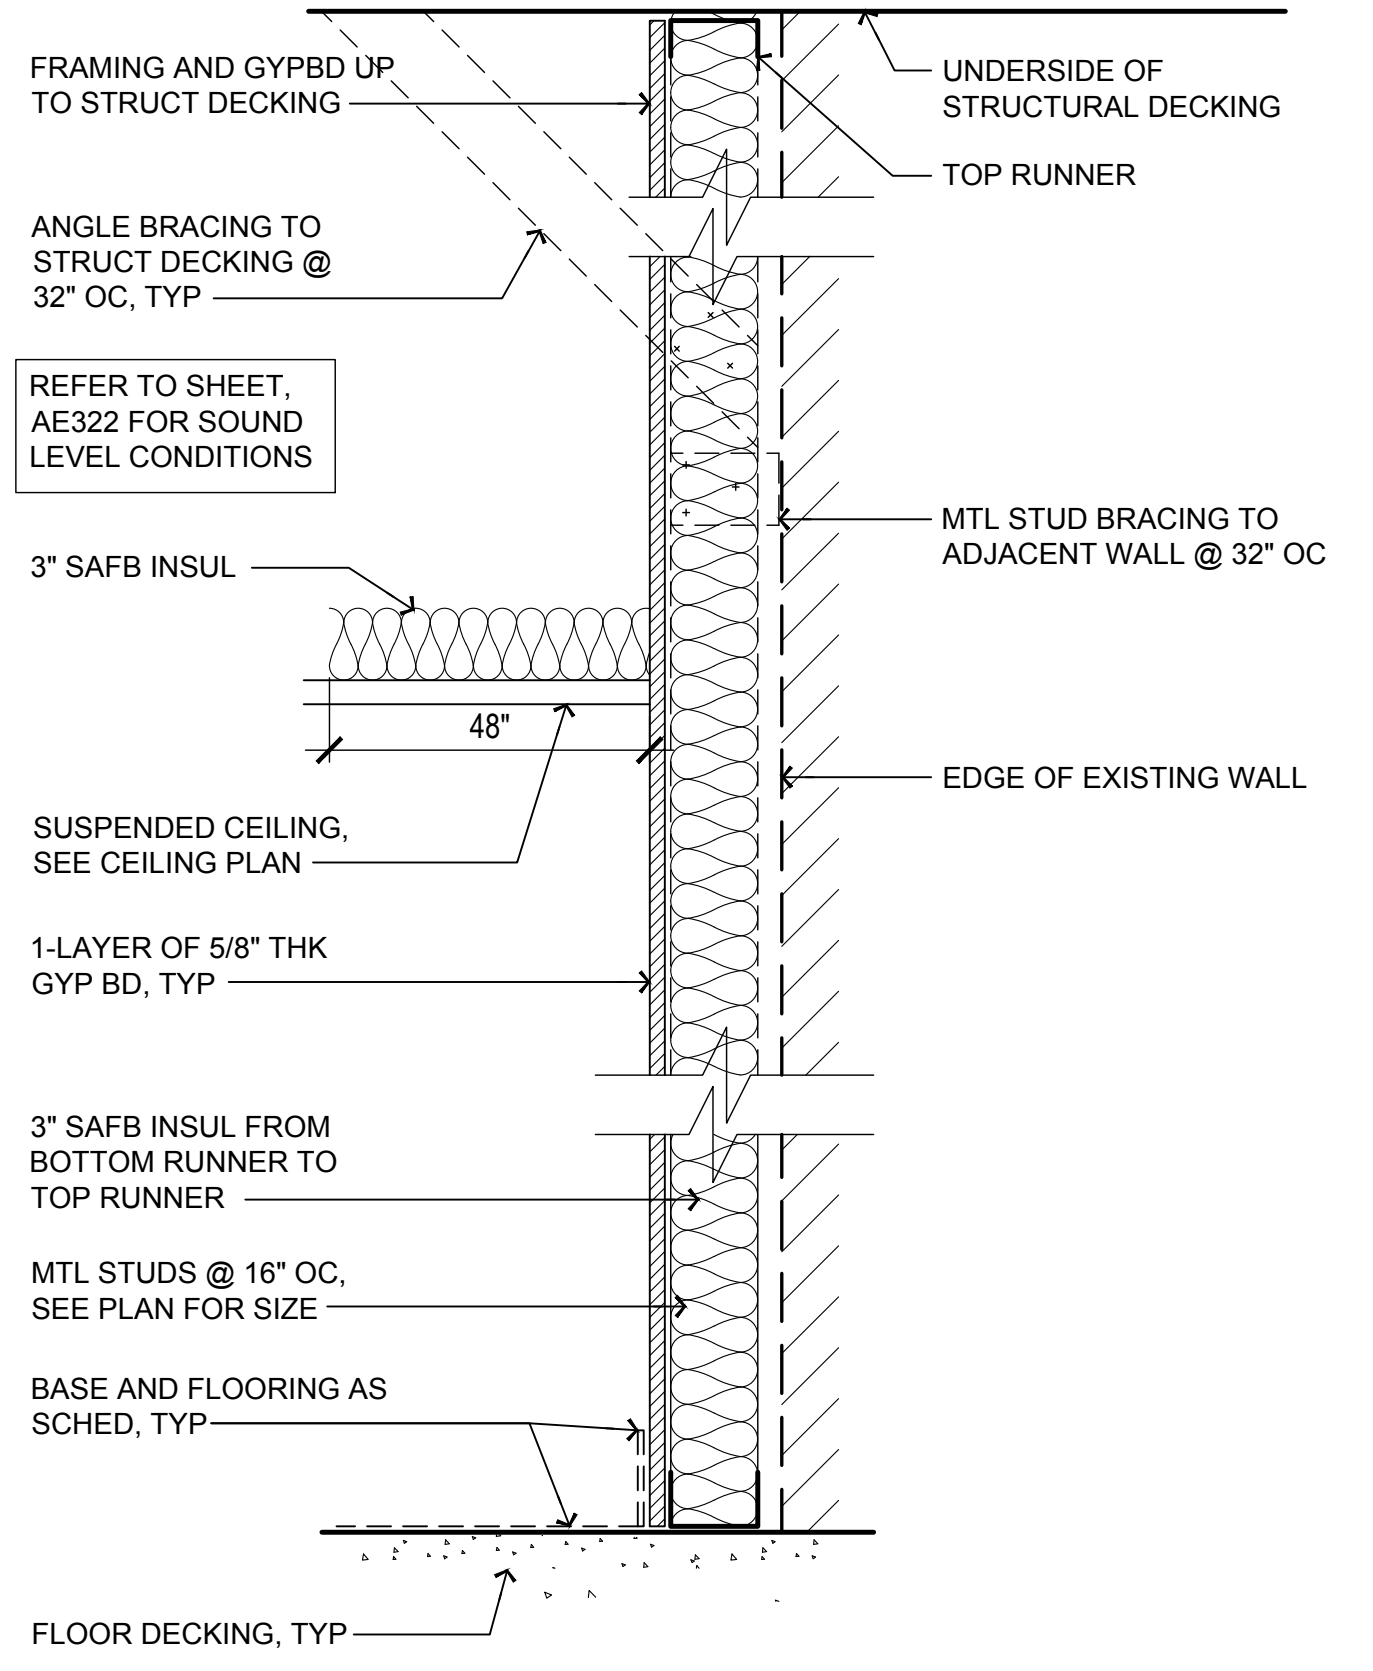 FRAMING AND GYPBD UP
TO STRUCT DECKING
UNDERSIDE OF
STRUCTURAL DECKING
TOP RUNNER
ANGLE BRACING TO
STRUCT DECKING @
32" OC, TYP
REFER TO SHEET,
AE322 FOR SOUND
LEVEL CONDITIONS
MTL STUD BRACING TO
ADJACENT WALL @ 32" OC
3" SAFB INSUL
48"
EDGE OF EXISTING WALL
SUSPENDED CEILING,
SEE CEILING PLAN
1-LAYER OF 5/8" THK
GYP BD, TYP
3" SAFB INSUL FROM
BOTTOM RUNNER TO
TOP RUNNER
MTL STUDS @ 16" OC,
SEE PLAN FOR SIZE
BASE AND FLOORING AS
SCHED, TYP
FLOOR DECKING, TYP